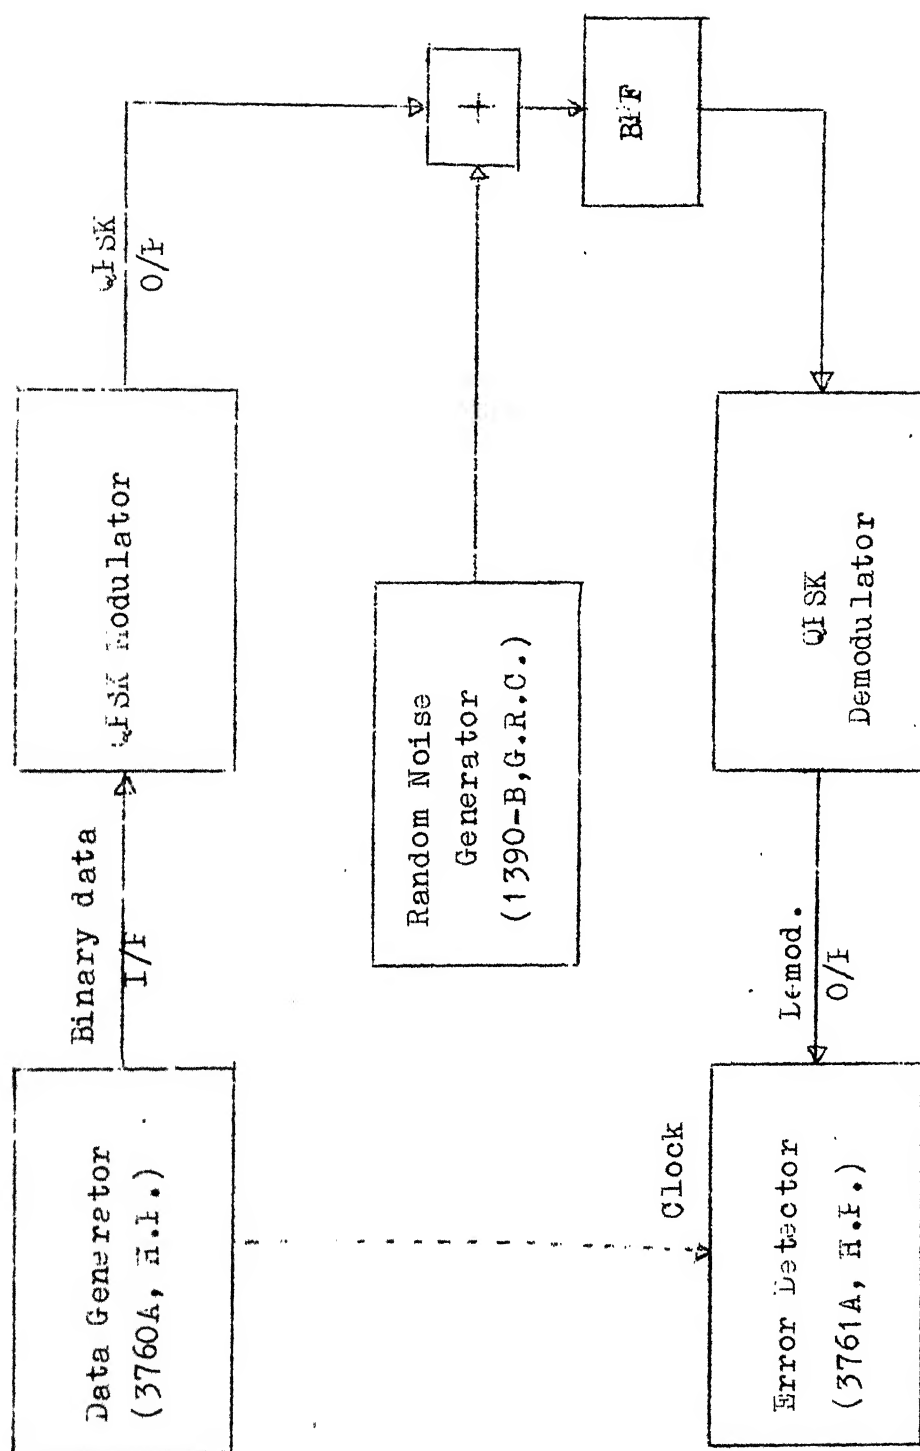 Data Generator
(3760A, H.P.)
Binary data
I/P
QPSK Modulator
QPSK
O/P
+
BPF
Random Noise
Generator
(1390-B,G.R.C.)
Clock
Error Detector
(3761A, H.P.)
Demod.
O/P
QPSK
Demodulator